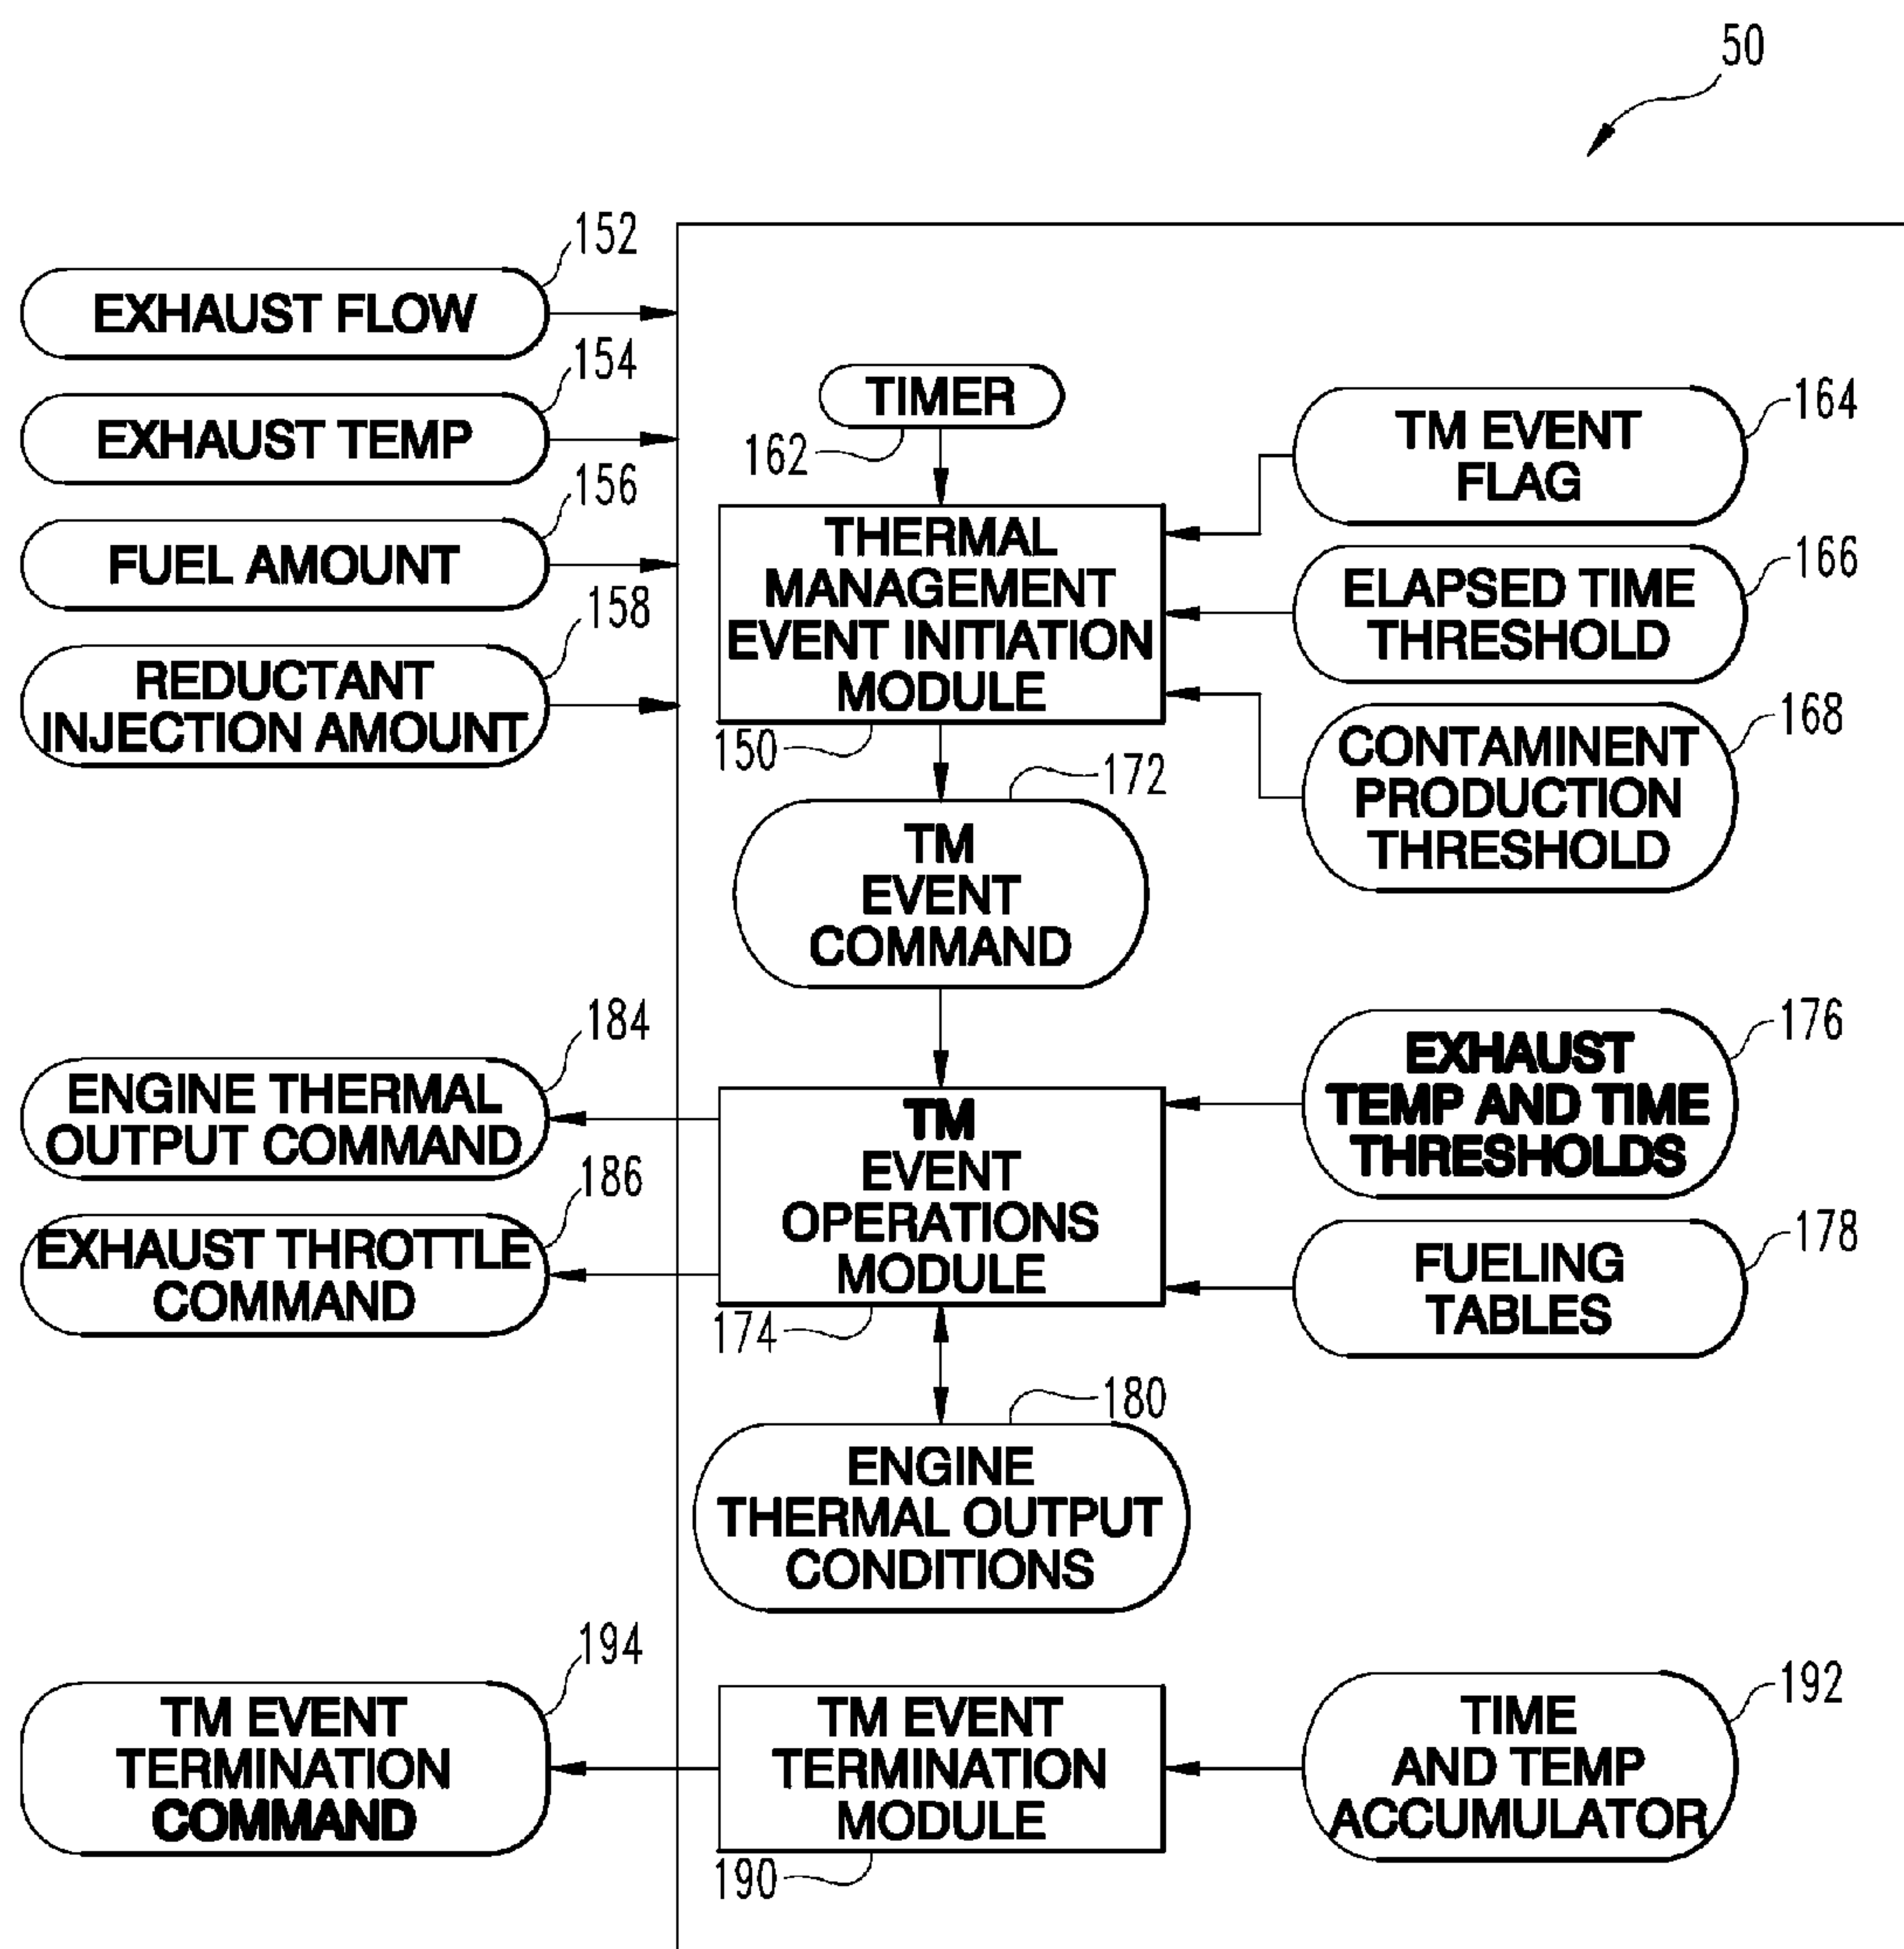 50
152
EXHAUST FLOW
154
EXHAUST TEMP
156
FUEL AMOUNT
158
REDUCTANT
INJECTION AMOUNT
TIMER
162
THERMAL
MANAGEMENT
EVENT INITIATION
MODULE
150
164
TM EVENT
FLAG
166
ELAPSED TIME
THRESHOLD
168
CONTAMINENT
PRODUCTION
THRESHOLD
172
TM
EVENT
COMMAND
184
ENGINE THERMAL
OUTPUT COMMAND
186
EXHAUST THROTTLE
COMMAND
TM
EVENT
OPERATIONS
MODULE
174
176
EXHAUST
TEMP AND TIME
THRESHOLDS
178
FUELING
TABLES
180
ENGINE
THERMAL OUTPUT
CONDITIONS
194
TM EVENT
TERMINATION
COMMAND
TM EVENT
TERMINATION
MODULE
190
192
TIME
AND TEMP
ACCUMULATOR